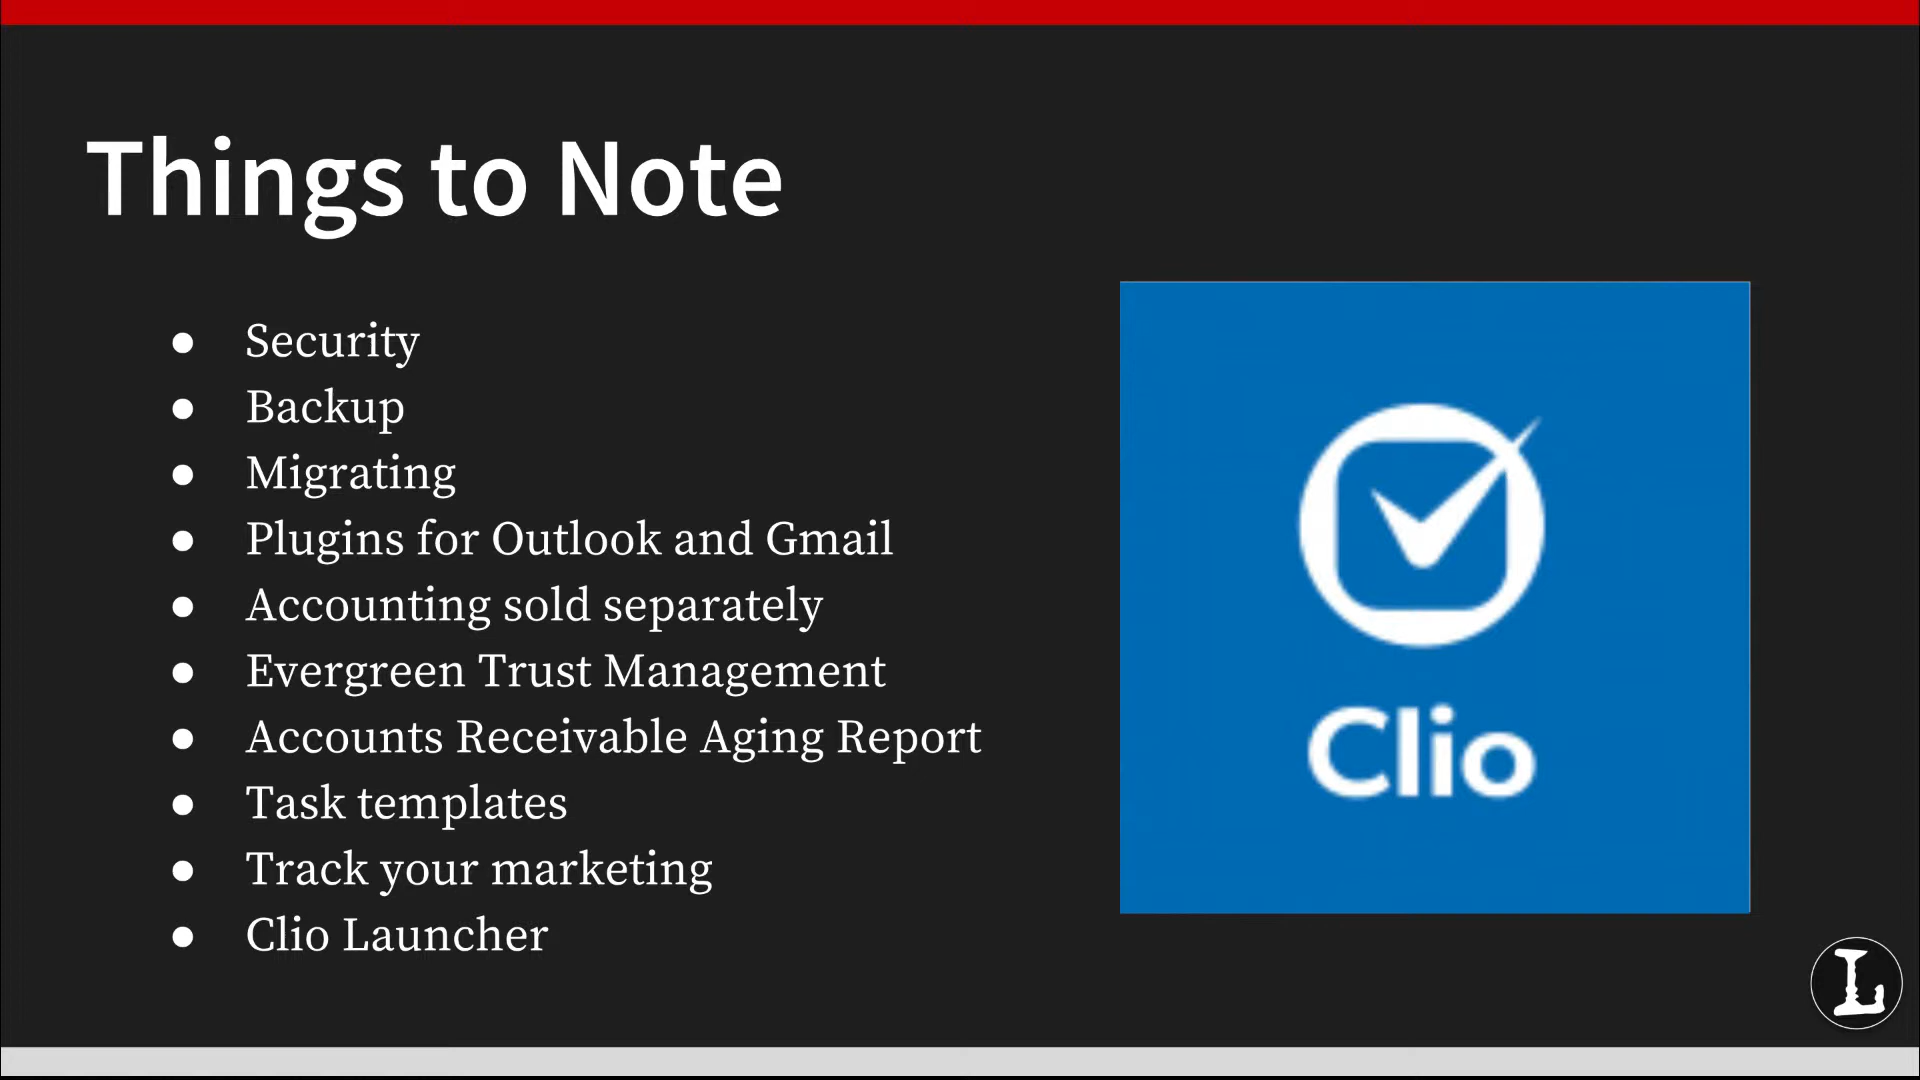 Things to Note
● Security
● Backup
● Migrating
● Plugins for Outlook and Gmail
● Accounting sold separately
● Evergreen Trust Management
● Accounts Receivable Aging Report
● Task templates
● Track your marketing
● Clio Launcher
Clio
L